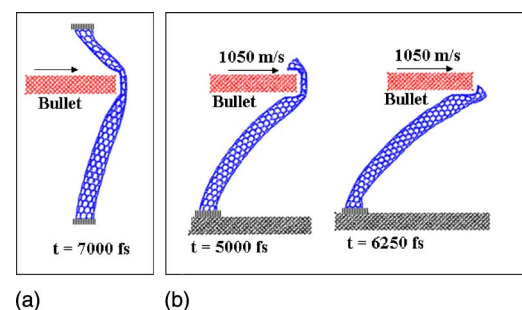 Bullet
t = 7000 fs
1050 m/s
Bullet
t = 5000 fs
1050 m/s
Bullet
t = 6250 fs
(a)
(b)